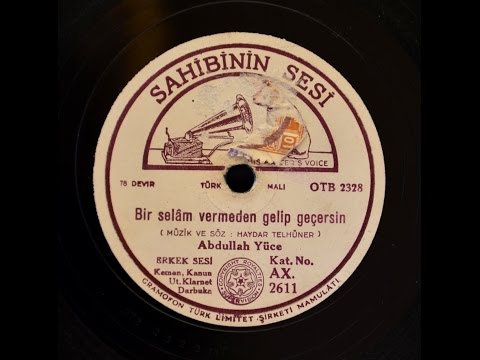 SAHİBİNİN SESİ
78 DEVİR TÜRK MALI OTB 2328
Bir selâm vermeden gelip geçersin
( MÜZİK VE SÖZ : HAYDAR TELHÜNER )
Abdullah Yüce
ERKEK SESİ Kat. No.
Keman, Kanun AX.
Ut. Klarnet 2611
Darbuka
GRAMOFON TÜRK LİMİTET ŞİRKETİ MAMULÂTI